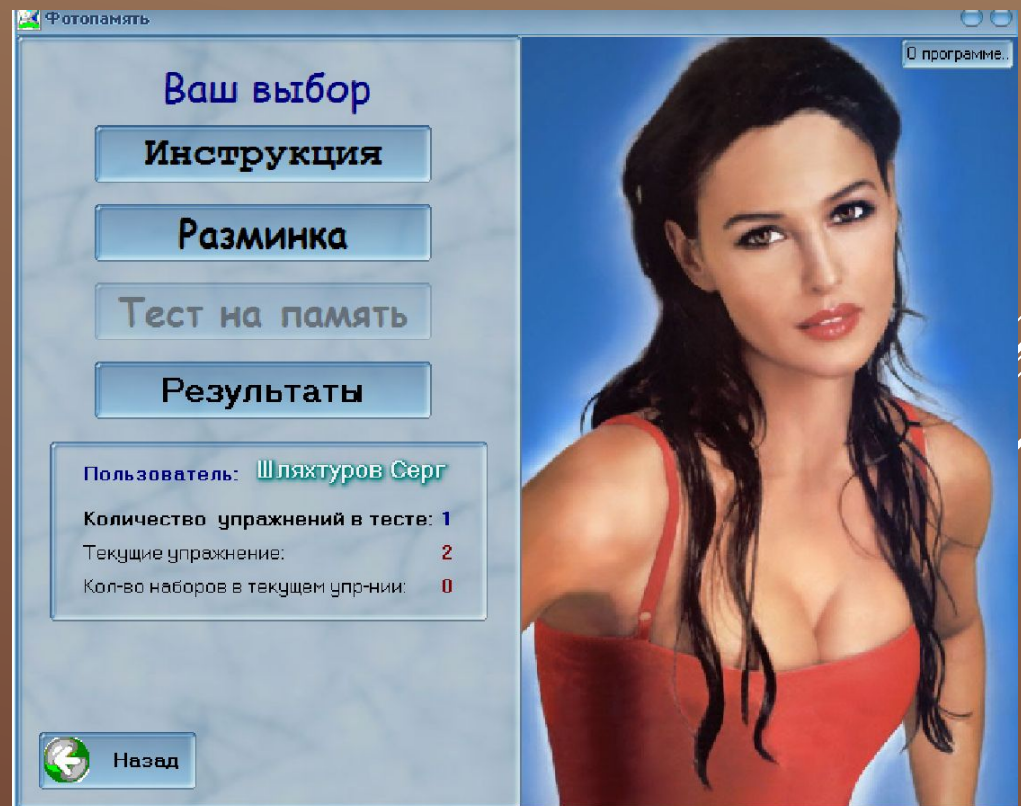 Фотопамять
О программе..
Ваш выбор
Инструкция
Разминка
Тест на память
Результаты
Пользователь: Шляхтуров Серг
Количество упражнений в тесте: 1
Текущие упражнение: 2
Кол-во наборов в текущем упр-нии: 0
Назад